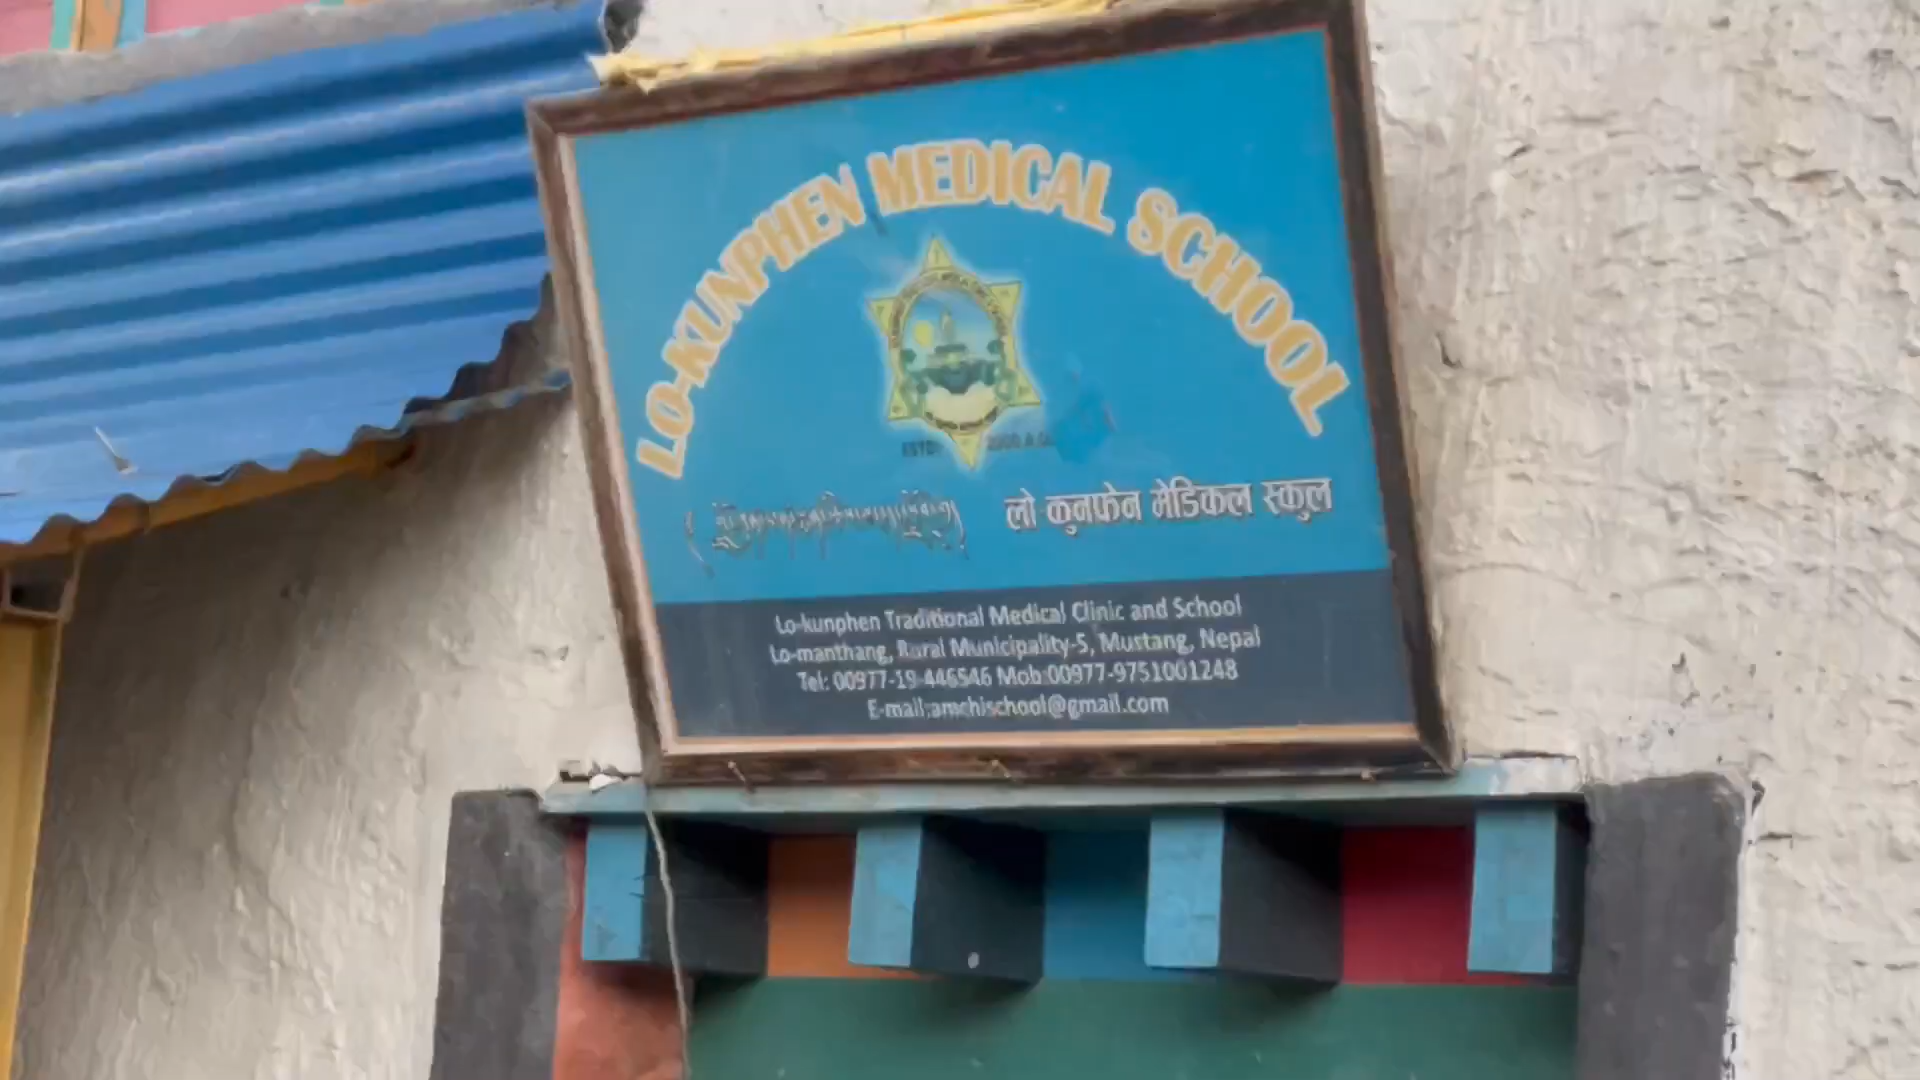 LO-KUNPHEN MEDICAL SCHOOL
ESTD
लो कुनफेन मेडिकल स्कुल
Lo-kunphen Traditional Medical Clinic and School
Lo-manthang, Rural Municipality-5, Mustang, Nepal
Tel: 00977-19-446546 Mob:00977-9751001248
E-mail:amchischool@gmail.com